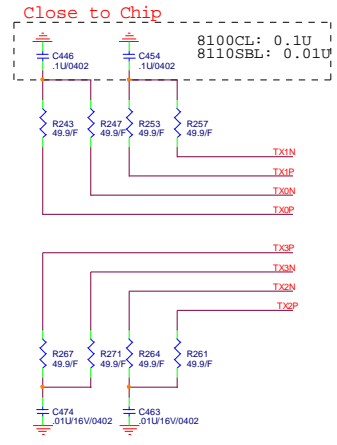 Close to Chip
8100CL: 0.1U
8110SBL: 0.01U
C446
.1U/0402
C454
.1U/0402
R243
49.9/F
R247
49.9/F
R253
49.9/F
R257
49.9/F
TX1N
TX1P
TX0N
TX0P
TX3P
TX3N
TX2N
TX2P
R267
49.9/F
R271
49.9/F
R264
49.9/F
R261
49.9/F
C474
.01U/16V/0402
C463
.01U/16V/0402